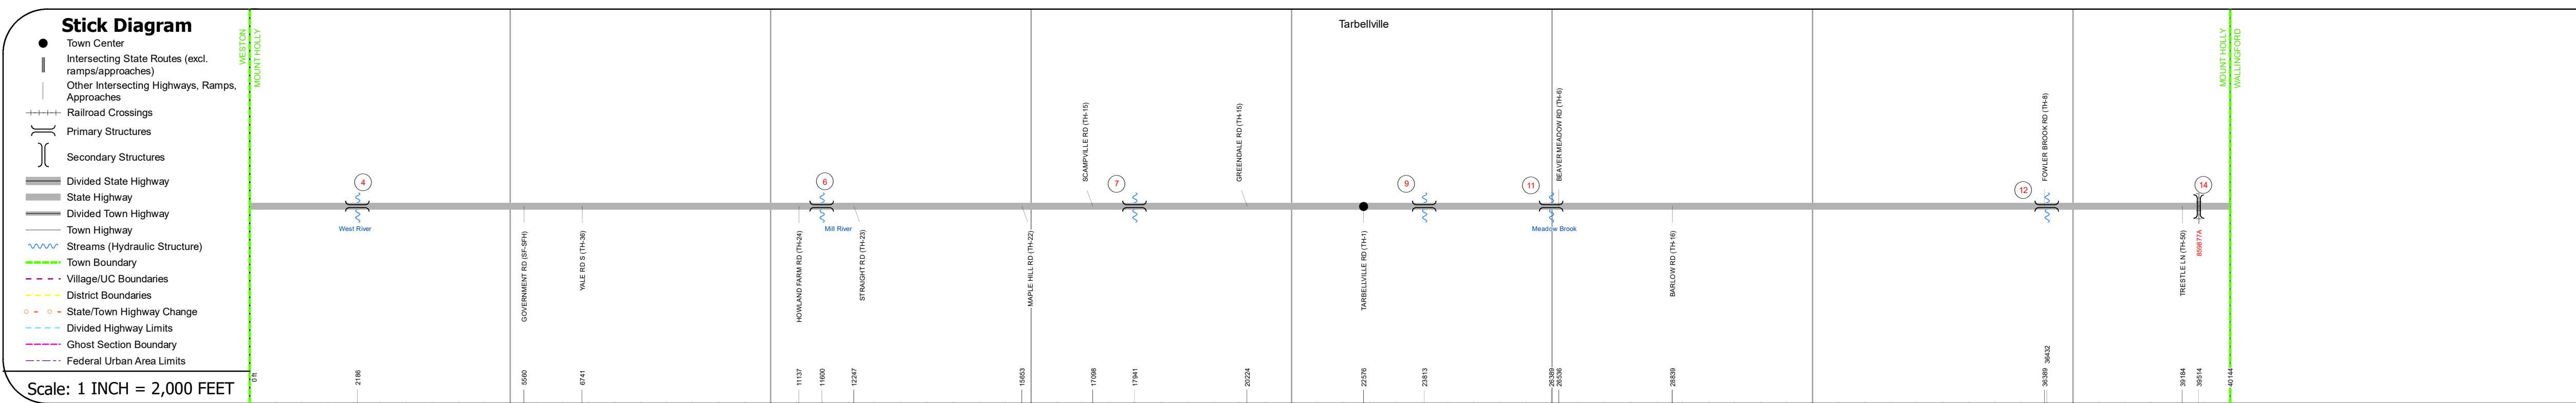 Stick Diagram
Town Center
Intersecting State Routes (excl.
ramps/approaches)
Other Intersecting Highways, Ramps,
Approaches
Railroad Crossings
Primary Structures
Secondary Structures
Divided State Highway
State Highway
Divided Town Highway
Town Highway
Streams (Hydraulic Structure)
Town Boundary
Village/UC Boundaries
District Boundaries
State/Town Highway Change
Divided Highway Limits
Ghost Section Boundary
Federal Urban Area Limits
Scale: 1 INCH = 2,000 FEET
WESTON
MOUNT HOLLY
Tarbellville
MOUNT HOLLY
WALLINGFORD
SCAMPVILLE RD (TH-15)
GREENDALE RD (TH-15)
BEAVER MEADOW RD (TH-6)
FOWLER BROOK RD (TH-8)
4
6
7
9
11
12
14
West River
Mill River
Meadow Brook
GOVERNMENT RD (SF-SFH)
YALE RD S (TH-36)
HOWLAND FARM RD (TH-24)
STRAIGHT RD (TH-23)
MAPLE HILL RD (TH-22)
TARBELLVILLE RD (TH-1)
BARLOW RD (TH-16)
TRESTLE LN (TH-50)
859877A
0 ft
2186
5560
6741
11137
11600
12247
15653
17098
17941
20224
22576
23813
26389
26536
28839
36389
36432
39184
39514
40144